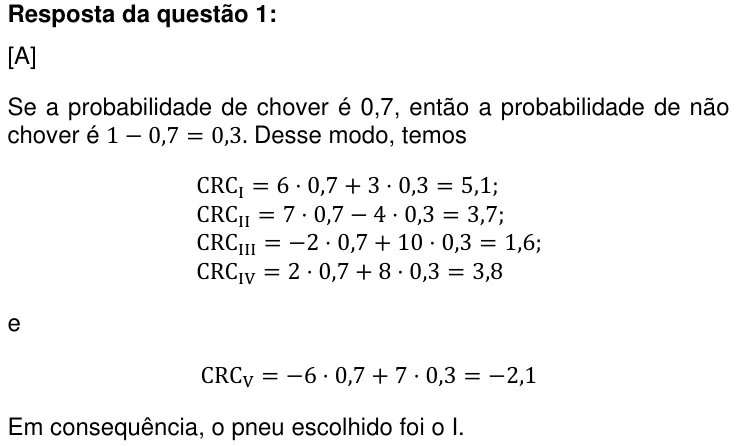 Resposta da questão 1:
[A]
Se a probabilidade de chover é 0,7, então a probabilidade de não
chover é 1 − 0,7 = 0,3. Desse modo, temos
CRC_I = 6 · 0,7 + 3 · 0,3 = 5,1;
CRC_II = 7 · 0,7 − 4 · 0,3 = 3,7;
CRC_III = −2 · 0,7 + 10 · 0,3 = 1,6;
CRC_IV = 2 · 0,7 + 8 · 0,3 = 3,8
e
CRC_V = −6 · 0,7 + 7 · 0,3 = −2,1
Em consequência, o pneu escolhido foi o I.